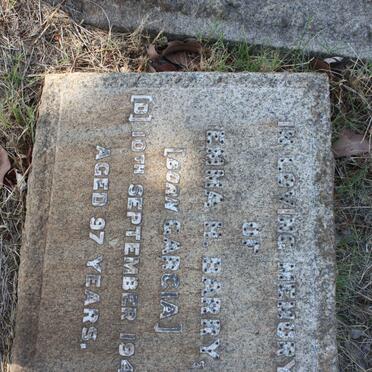 IN LOVING MEMORY
OF
EMMA H. BARRY
[BORN GARCIA]
[D] 10TH SEPTEMBER 194
AGED 97 YEARS.